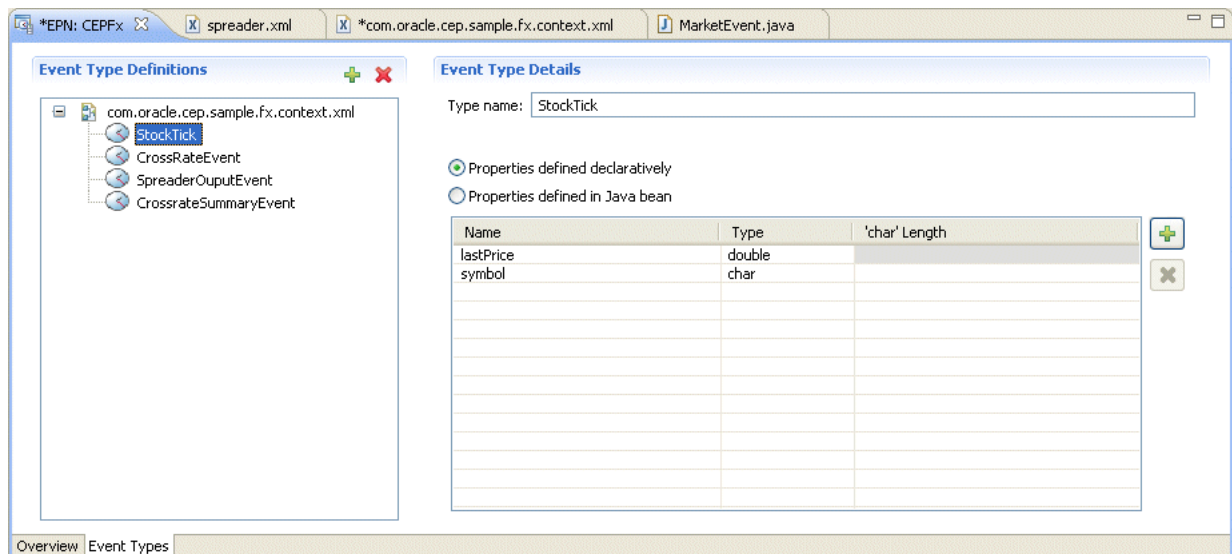 *EPN: CEPFx spreader.xml *com.oracle.cep.sample.fx.context.xml MarketEvent.java
Event Type Definitions
com.oracle.cep.sample.fx.context.xml
StockTick
CrossRateEvent
SpreaderOuputEvent
CrossrateSummaryEvent
Event Type Details
Type name: StockTick
Properties defined declaratively
Properties defined in Java bean
Name Type 'char' Length
lastPrice double
symbol char
Overview Event Types